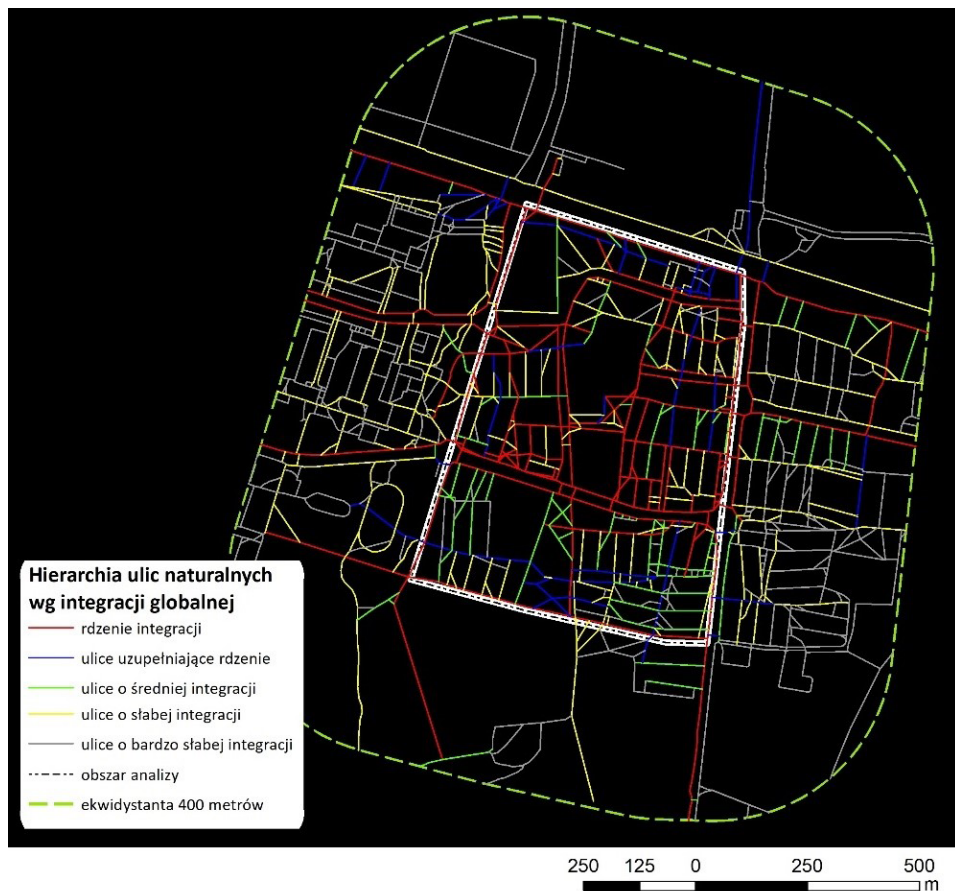 Hierarchia ulic naturalnych
wg integracji globalnej
rdzenie integracji
ulice uzupełniające rdzenie
ulice o średniej integracji
ulice o słabej integracji
ulice o bardzo słabej integracji
obszar analizy
ekwidystanta 400 metrów
250 125 0 250 500
m